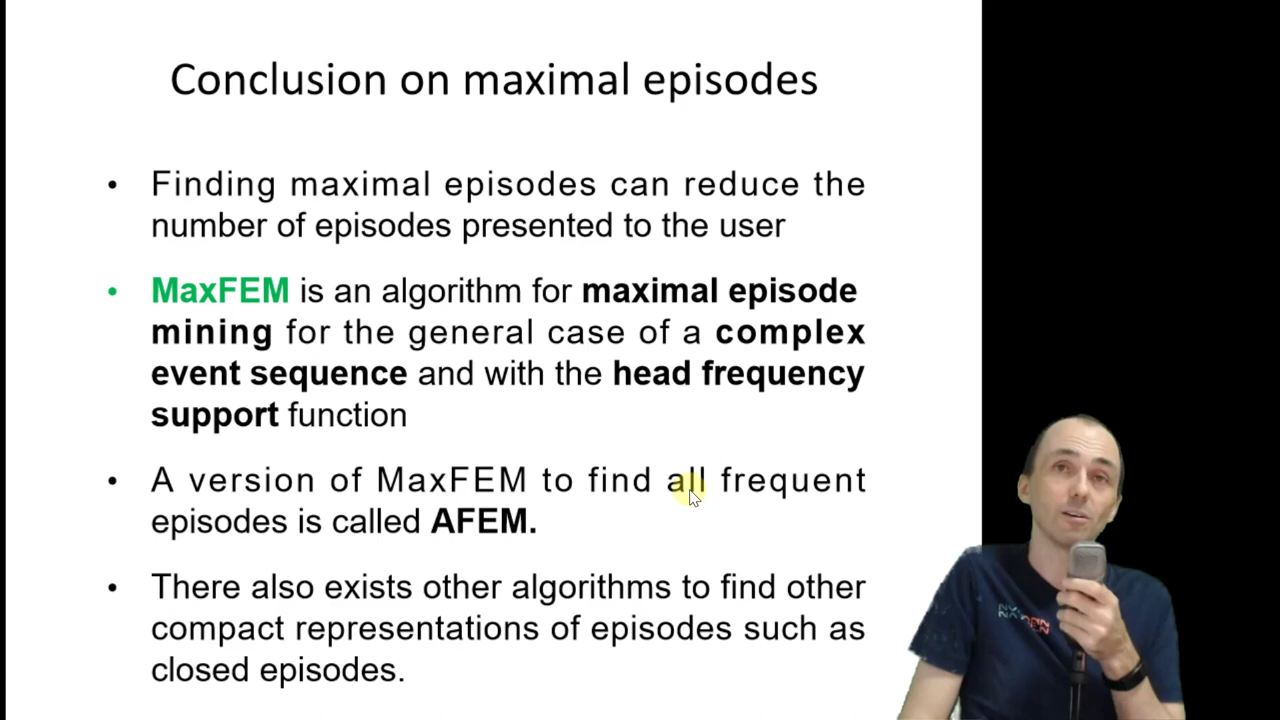 Conclusion on maximal episodes
• Finding maximal episodes can reduce the
number of episodes presented to the user
• MaxFEM is an algorithm for maximal episode
mining for the general case of a complex
event sequence and with the head frequency
support function
• A version of MaxFEM to find all frequent
episodes is called AFEM.
• There also exists other algorithms to find other
compact representations of episodes such as
closed episodes.